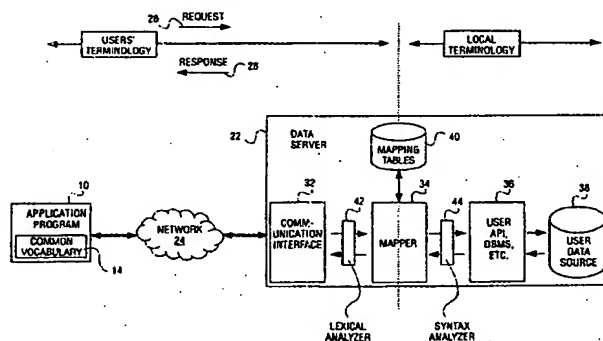 26 REQUEST
USERS' TERMINOLOGY
LOCAL TERMINOLOGY
RESPONSE 28
22
DATA SERVER
MAPPING TABLES
40
10
APPLICATION PROGRAM
COMMON VOCABULARY
14
NETWORK 24
32
COMM-UNICATION INTERFACE
42
34
MAPPER
44
36
USER API, DBMS, ETC.
38
USER DATA SOURCE
LEXICAL ANALYZER
SYNTAX ANALYZER